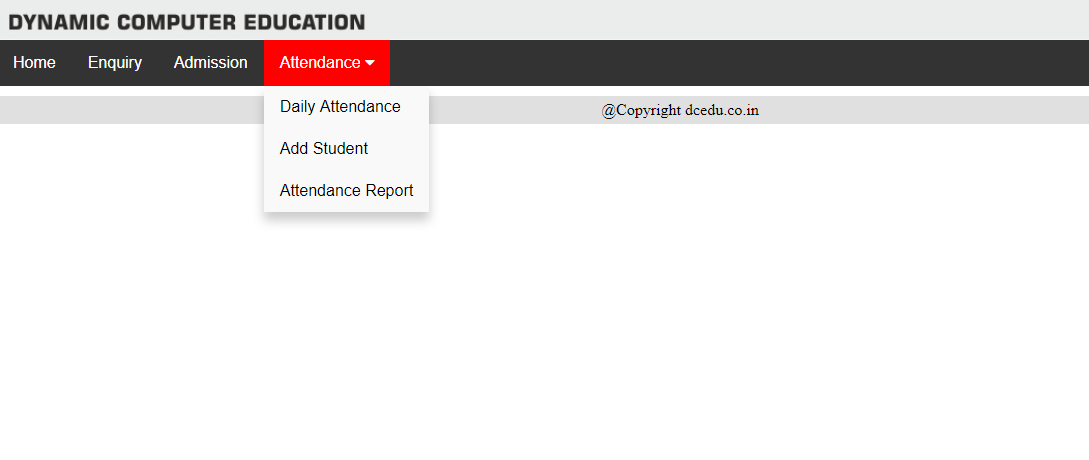 DYNAMIC COMPUTER EDUCATION
Home Enquiry Admission Attendance
Daily Attendance
@Copyright dcedu.co.in
Add Student
Attendance Report